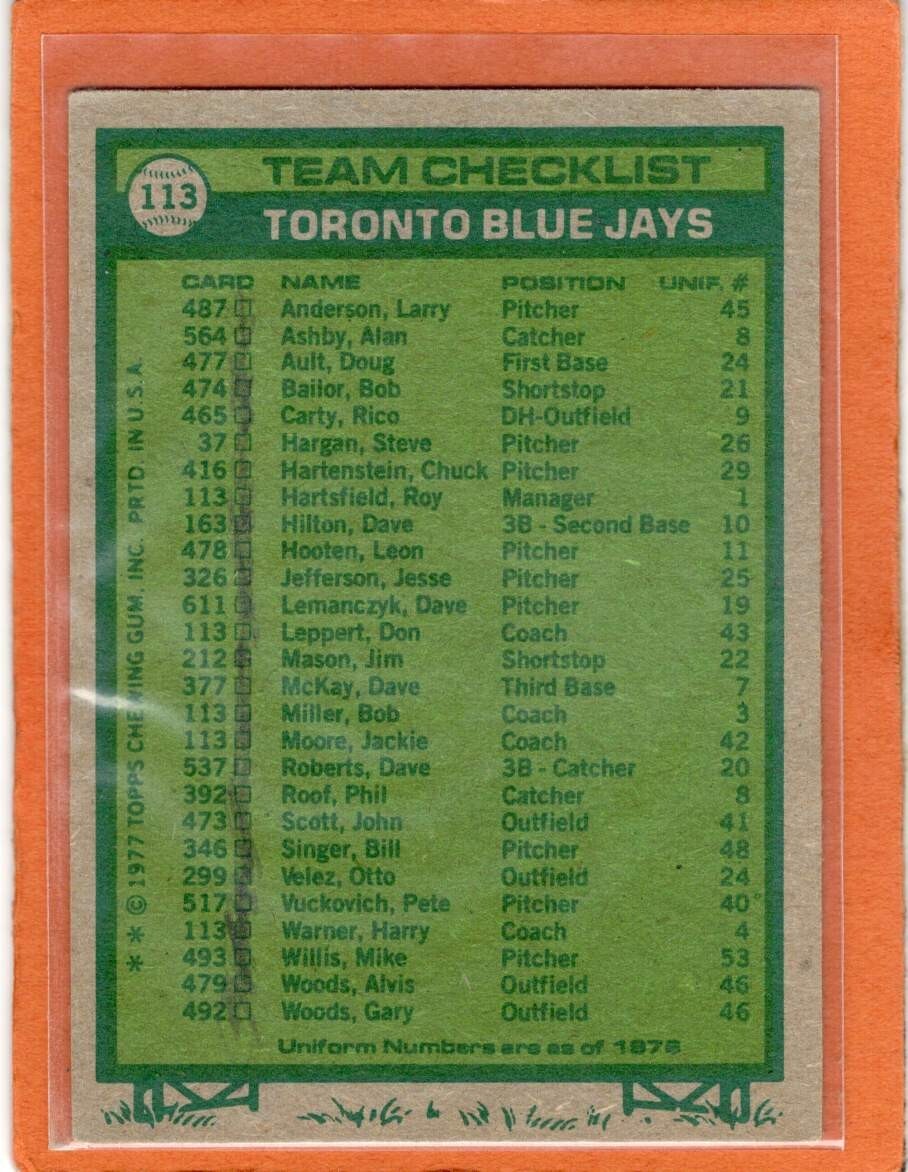 113
TEAM CHECKLIST
TORONTO BLUE JAYS
CARD NAME POSITION UNIF. #
487 Anderson, Larry Pitcher 45
564 Ashby, Alan Catcher 8
477 Ault, Doug First Base 24
474 Bailor, Bob Shortstop 21
465 Carty, Rico DH-Outfield 9
37 Hargan, Steve Pitcher 26
416 Hartenstein, Chuck Pitcher 29
113 Hartsfield, Roy Manager 1
163 Hilton, Dave 3B - Second Base 10
478 Hooten, Leon Pitcher 11
326 Jefferson, Jesse Pitcher 25
611 Lemanczyk, Dave Pitcher 19
113 Leppert, Don Coach 43
212 Mason, Jim Shortstop 22
377 McKay, Dave Third Base 7
113 Miller, Bob Coach 3
113 Moore, Jackie Coach 42
537 Roberts, Dave 3B - Catcher 20
392 Roof, Phil Catcher 8
473 Scott, John Outfield 41
346 Singer, Bill Pitcher 48
299 Velez, Otto Outfield 24
517 Vuckovich, Pete Pitcher 40
113 Warner, Harry Coach 4
493 Willis, Mike Pitcher 53
479 Woods, Alvis Outfield 46
492 Woods, Gary Outfield 46
Uniform Numbers are as of 1976
* * © 1977 TOPPS CHEWING GUM, INC. PRTD. IN U.S.A.